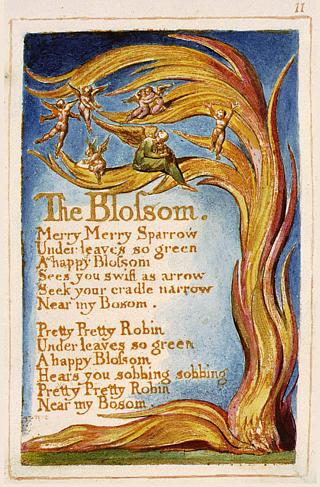 11
The Blossom.
Merry Merry Sparrow
Under leaves so green
A happy Blossom
Sees you swift as arrow
Seek your cradle narrow
Near my Bosom.
Pretty Pretty Robin
Under leaves so green
A happy Blossom
Hears you sobbing sobbing
Pretty Pretty Robin
Near my Bosom.